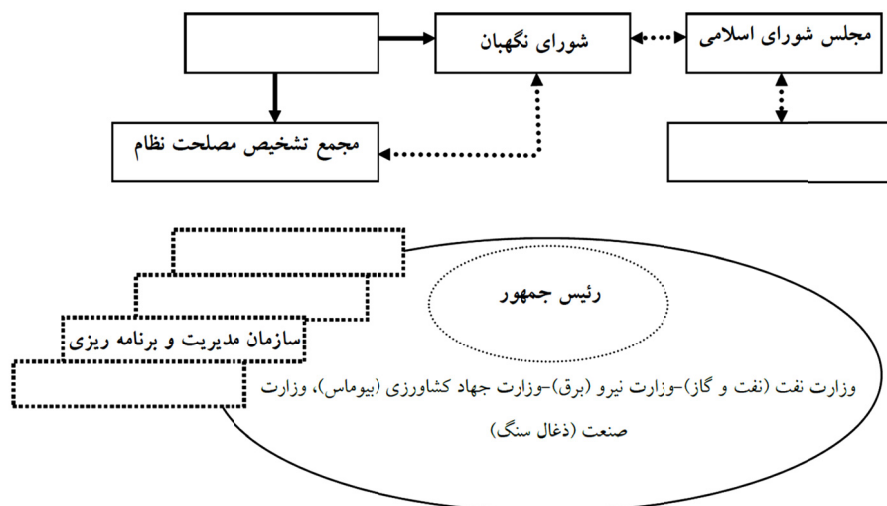 مجلس شورای اسلامی
شورای نگهبان
مجمع تشخیص مصلحت نظام
رئیس جمهور
سازمان مدیریت و برنامه ریزی
وزارت نفت (نفت و گاز)-وزارت نیرو (برق)-وزارت جهاد کشاورزی (بیوماس)، وزارت
صنعت (ذغال سنگ)